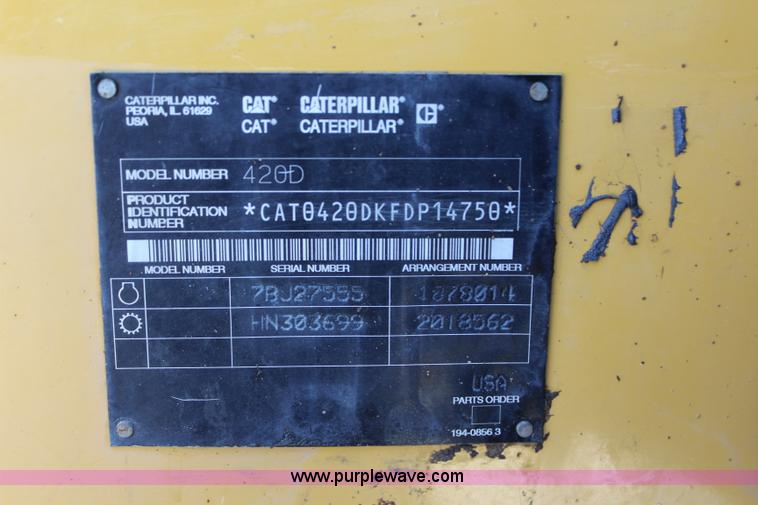 CATERPILLAR INC.
PEORIA, IL. 61629
USA
CAT® CATERPILLAR®
CAT® CATERPILLAR®
MODEL NUMBER 420D
PRODUCT IDENTIFICATION NUMBER *CAT0420DKFDP14750*
MODEL NUMBER SERIAL NUMBER ARRANGEMENT NUMBER
7BJ27555 1878014
HN303699 2018562
USA
PARTS ORDER
194-0856 3
www.purplewave.com